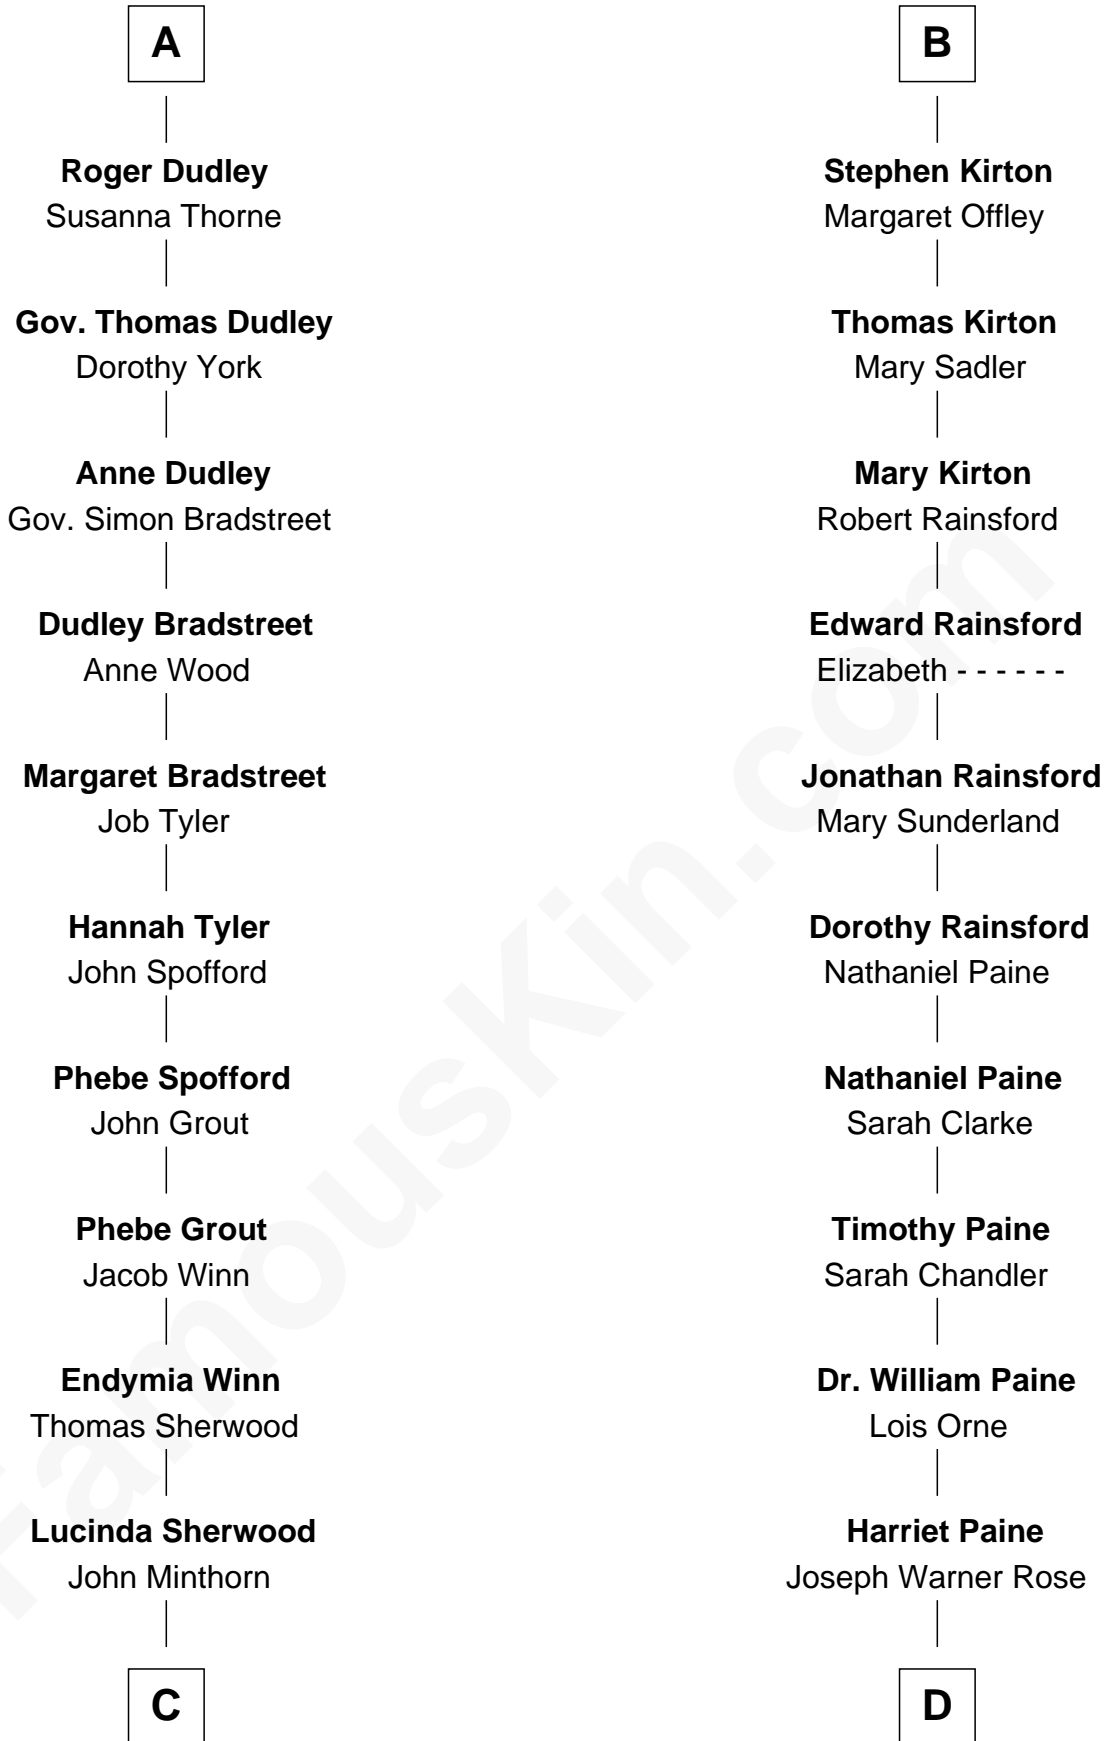 A
Roger Dudley
Susanna Thorne
Gov. Thomas Dudley
Dorothy York
Anne Dudley
Gov. Simon Bradstreet
Dudley Bradstreet
Anne Wood
Margaret Bradstreet
Job Tyler
Hannah Tyler
John Spofford
Phebe Spofford
John Grout
Phebe Grout
Jacob Winn
Endymia Winn
Thomas Sherwood
Lucinda Sherwood
John Minthorn
C
B
Stephen Kirton
Margaret Offley
Thomas Kirton
Mary Sadler
Mary Kirton
Robert Rainsford
Edward Rainsford
Elizabeth - - - - - -
Jonathan Rainsford
Mary Sunderland
Dorothy Rainsford
Nathaniel Paine
Nathaniel Paine
Sarah Clarke
Timothy Paine
Sarah Chandler
Dr. William Paine
Lois Orne
Harriet Paine
Joseph Warner Rose
D
FamousKin.com